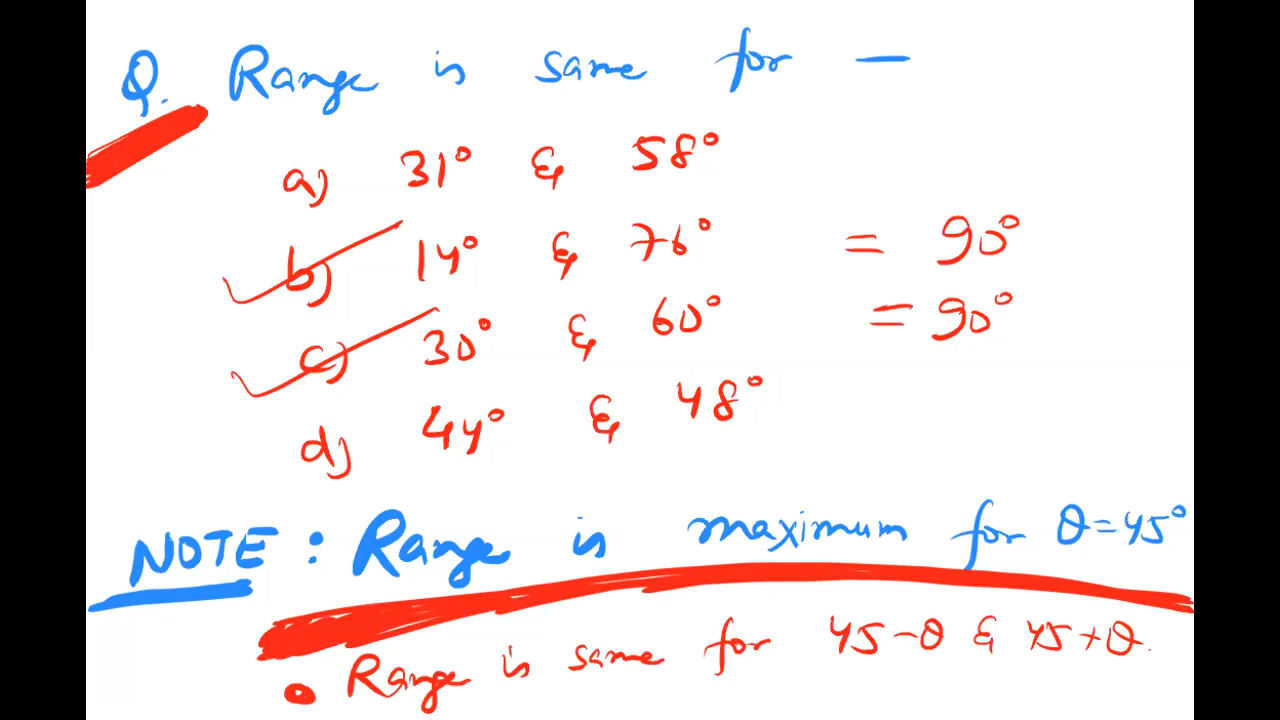 Q. Range is same for —
a) 31° & 58°
b) 14° & 76° = 90°
c) 30° & 60° = 90°
d) 44° & 48°
NOTE : Range is maximum for θ=45°
• Range is same for 45-θ & 45+θ.